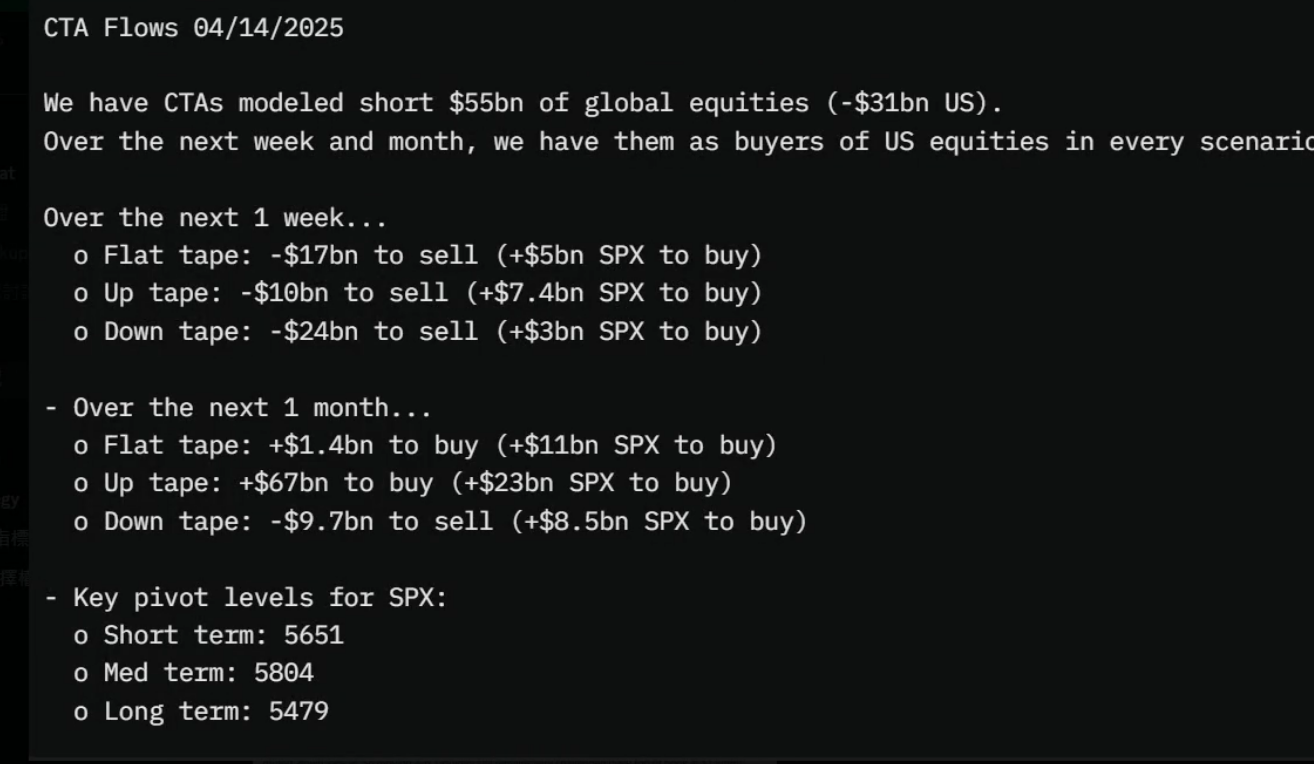 CTA Flows 04/14/2025
We have CTAs modeled short $55bn of global equities (-$31bn US).
Over the next week and month, we have them as buyers of US equities in every scenario
Over the next 1 week...
o Flat tape: -$17bn to sell (+$5bn SPX to buy)
o Up tape: -$10bn to sell (+$7.4bn SPX to buy)
o Down tape: -$24bn to sell (+$3bn SPX to buy)
- Over the next 1 month...
o Flat tape: +$1.4bn to buy (+$11bn SPX to buy)
o Up tape: +$67bn to buy (+$23bn SPX to buy)
o Down tape: -$9.7bn to sell (+$8.5bn SPX to buy)
- Key pivot levels for SPX:
o Short term: 5651
o Med term: 5804
o Long term: 5479